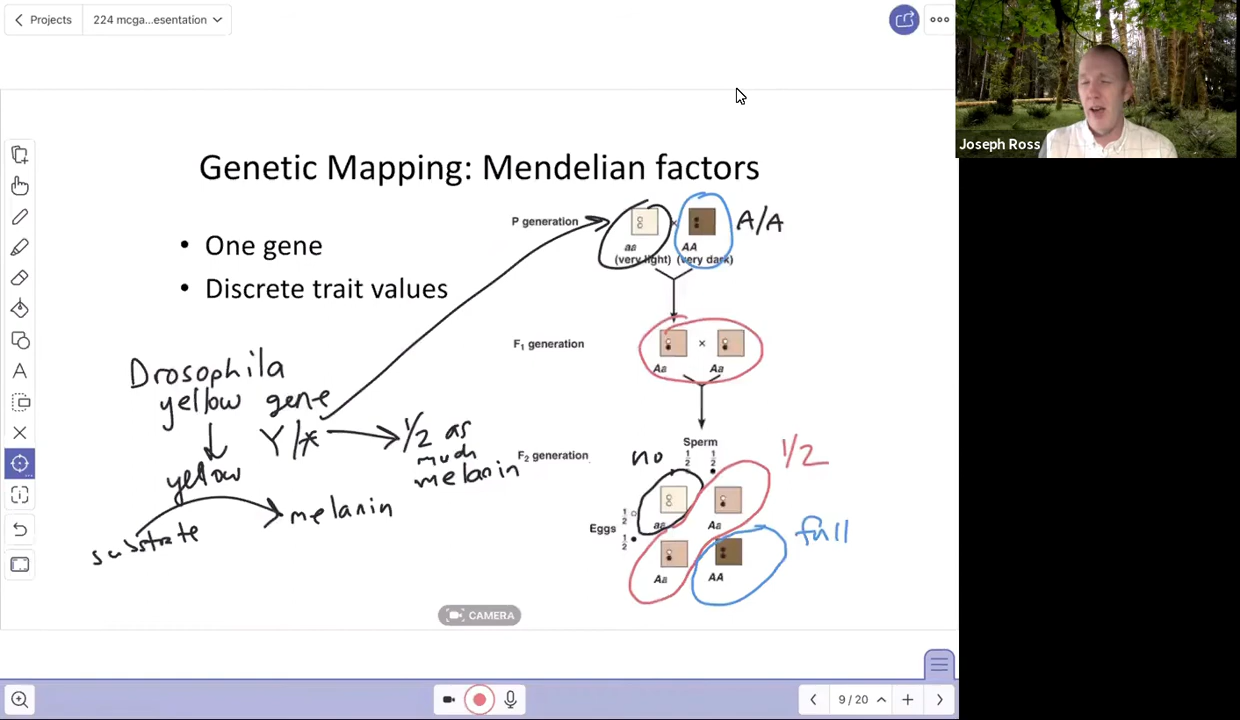 Projects
224 mcga...esentation
Joseph Ross
Genetic Mapping: Mendelian factors
• One gene
• Discrete trait values
P generation
×
A/A
aa
AA
(very light) (very dark)
F1 generation
×
Aa
Aa
Drosophila
yellow gene
Y/*
1/2 as
much
melanin
yellow
substrate
melanin
F2 generation
Sperm
no
1/2
1/2
1/2
Eggs
1/2
1/2
aa
Aa
full
Aa
AA
CAMERA
9/20